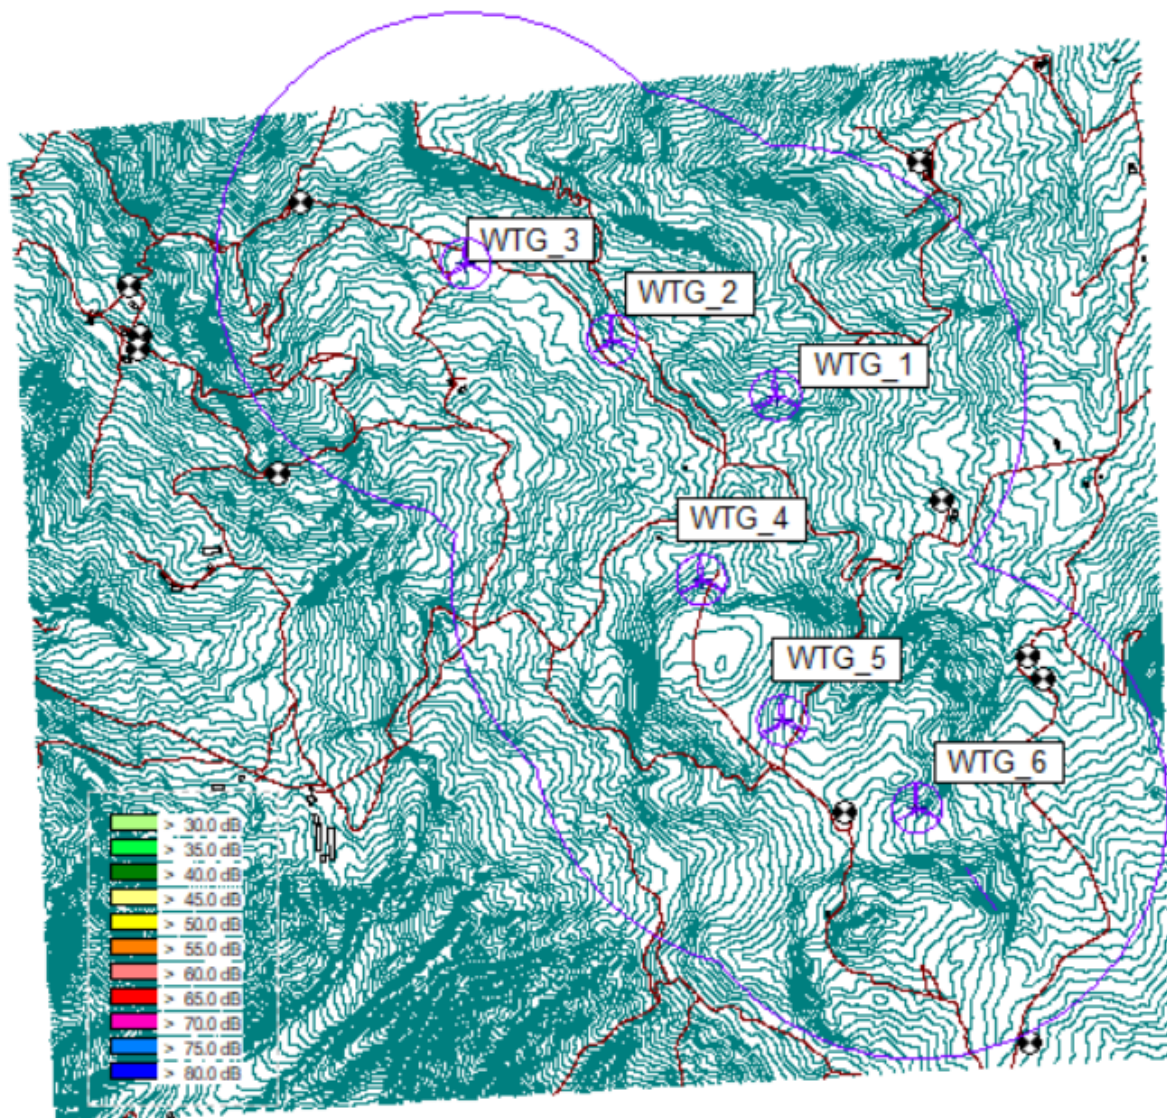 WTG_3
WTG_2
WTG_1
WTG_4
WTG_5
WTG_6
> 30.0 dB
> 35.0 dB
> 40.0 dB
> 45.0 dB
> 50.0 dB
> 55.0 dB
> 60.0 dB
> 65.0 dB
> 70.0 dB
> 75.0 dB
> 80.0 dB